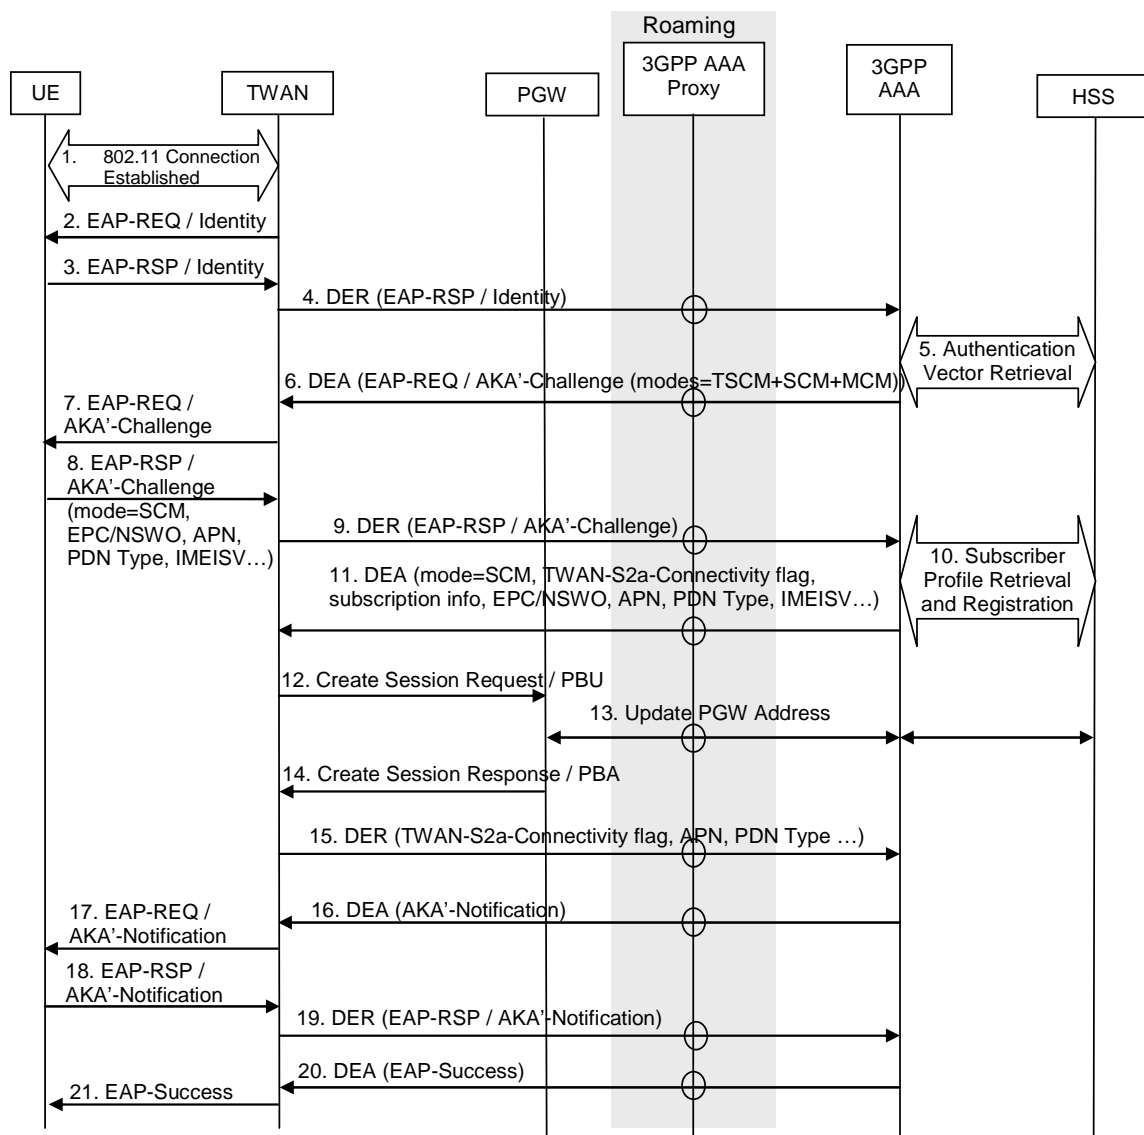 Roaming
UE
TWAN
PGW
3GPP AAA
Proxy
3GPP
AAA
HSS
1. 802.11 Connection
Established
2. EAP-REQ / Identity
3. EAP-RSP / Identity
4. DER (EAP-RSP / Identity)
5. Authentication
Vector Retrieval
6. DEA (EAP-REQ / AKA'-Challenge (modes=TSCM+SCM+MCM))
7. EAP-REQ /
AKA'-Challenge
8. EAP-RSP /
AKA'-Challenge
(mode=SCM,
EPC/NSWO, APN,
PDN Type, IMEISV…)
9. DER (EAP-RSP / AKA'-Challenge)
10. Subscriber
Profile Retrieval
and Registration
11. DEA (mode=SCM, TWAN-S2a-Connectivity flag,
subscription info, EPC/NSWO, APN, PDN Type, IMEISV…)
12. Create Session Request / PBU
13. Update PGW Address
14. Create Session Response / PBA
15. DER (TWAN-S2a-Connectivity flag, APN, PDN Type …)
16. DEA (AKA'-Notification)
17. EAP-REQ /
AKA'-Notification
18. EAP-RSP /
AKA'-Notification
19. DER (EAP-RSP / AKA'-Notification)
20. DEA (EAP-Success)
21. EAP-Success